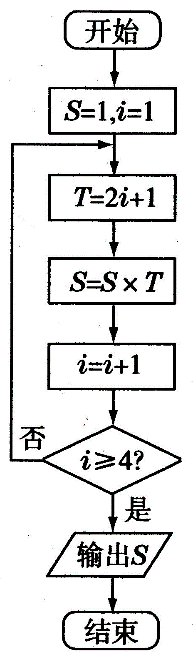 开始
S=1,i=1
T=2i+1
S=S×T
i=i+1
i≥4?
否
是
输出S
结束